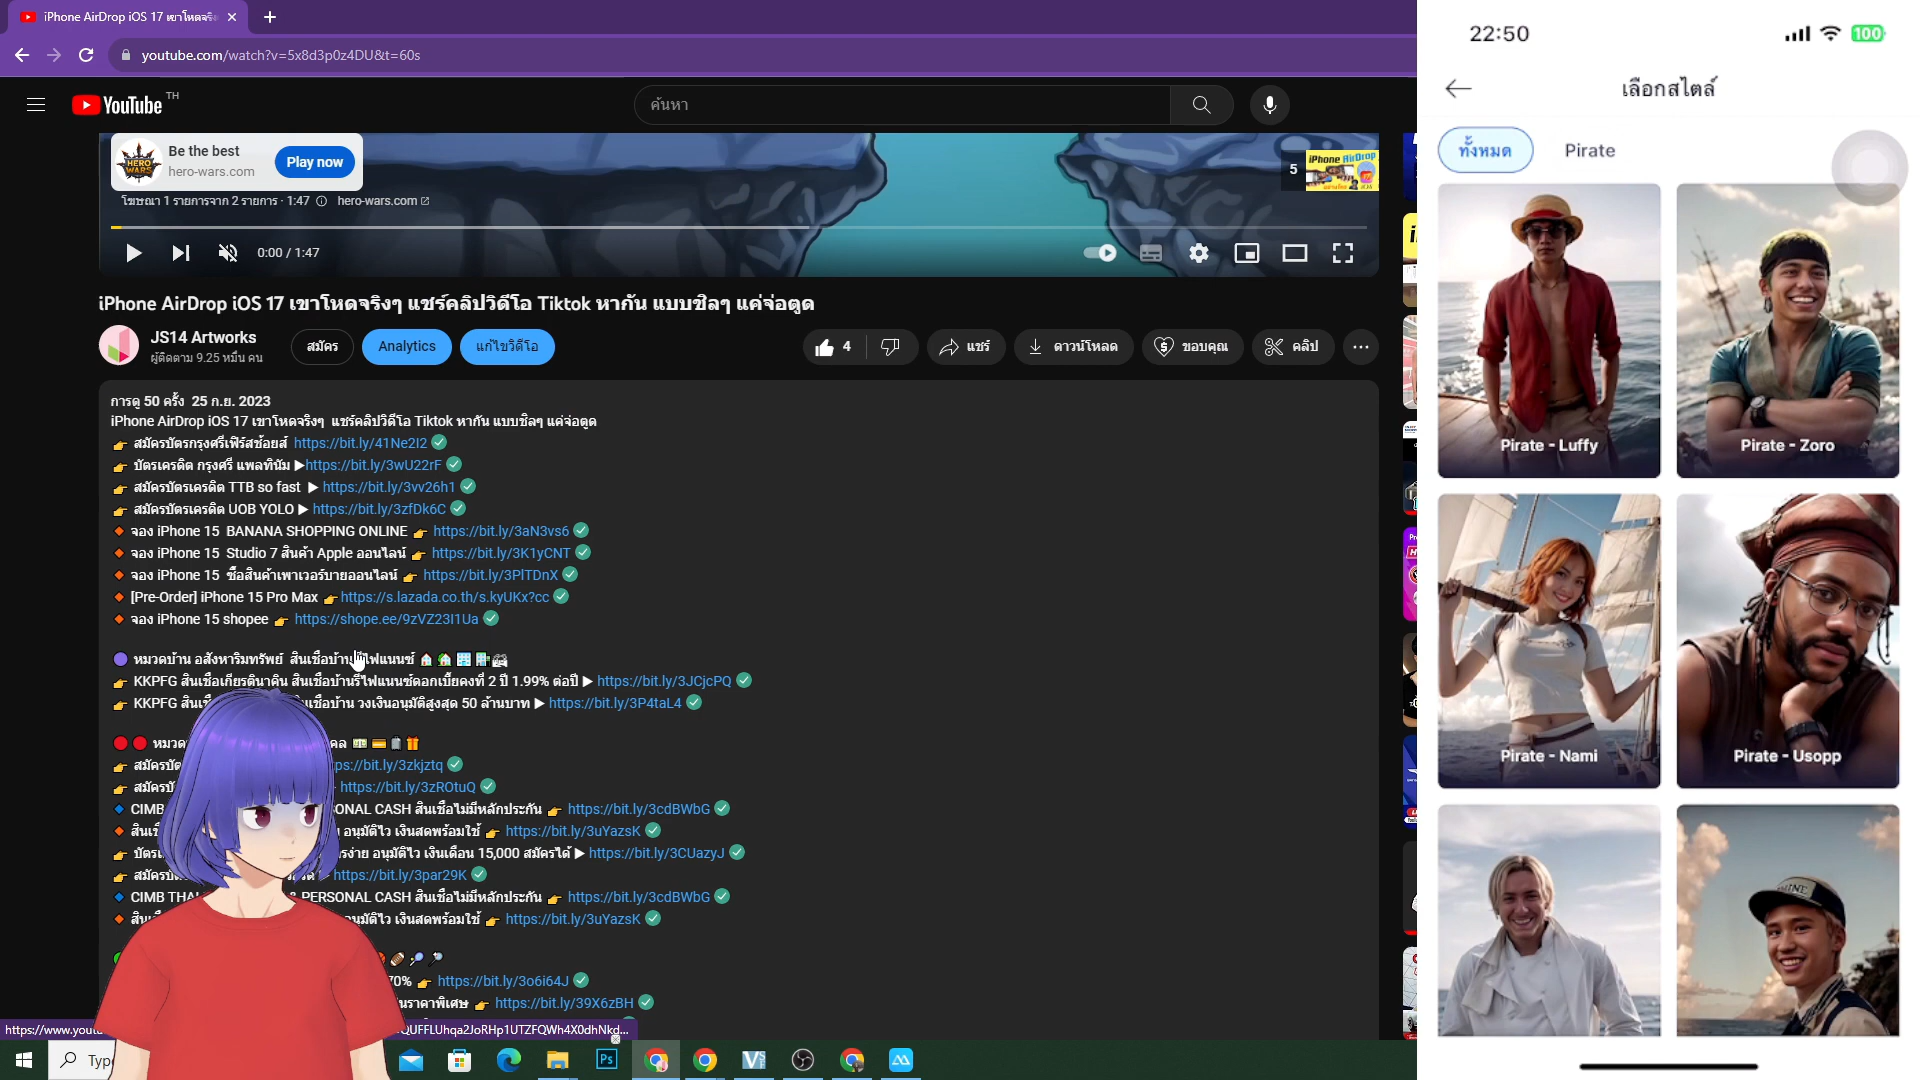 iPhone AirDrop iOS 17 เขาโหดจริงๆ
youtube.com/watch?v=5x8d3p0z4DU&t=60s
YouTube TH
ค้นหา
Be the best
hero-wars.com
Play now
โฆษณา 1 รายการจาก 2 รายการ · 1:47
hero-wars.com
5
iPhone AirDrop
0:00 / 1:47
iPhone AirDrop iOS 17 เขาโหดจริงๆ แชร์คลิปวิดีโอ Tiktok หากัน แบบชิลๆ แค่จ่อตูด
JS14 Artworks
ผู้ติดตาม 9.25 หมื่น คน
สมัคร
Analytics
แก้ไขวิดีโอ
4
แชร์
ดาวน์โหลด
ขอบคุณ
คลิป
การดู 50 ครั้ง 25 ก.ย. 2023
iPhone AirDrop iOS 17 เขาโหดจริงๆ แชร์คลิปวิดีโอ Tiktok หากัน แบบชิลๆ แค่จ่อตูด
👉 สมัครบัตรกรุงศรีเฟิร์สช้อยส์ https://bit.ly/41Ne2I2 ✅
👉 บัตรเครดิต กรุงศรี แพลทินัม ▶https://bit.ly/3wU22rF ✅
👉 สมัครบัตรเครดิต TTB so fast ▶ https://bit.ly/3vv26h1 ✅
👉 สมัครบัตรเครดิต UOB YOLO ▶ https://bit.ly/3zfDk6C ✅
🔸 จอง iPhone 15 BANANA SHOPPING ONLINE 👉 https://bit.ly/3aN3vs6 ✅
🔸 จอง iPhone 15 Studio 7 สินค้า Apple ออนไลน์ 👉 https://bit.ly/3K1yCNT ✅
🔸 จอง iPhone 15 ซื้อสินค้าเพาเวอร์บายออนไลน์ 👉 https://bit.ly/3PlTDnX ✅
🔸 [Pre-Order] iPhone 15 Pro Max 👉https://s.lazada.co.th/s.kyUKx?cc ✅
🔸 จอง iPhone 15 shopee 👉 https://shope.ee/9zVZ23I1Ua ✅
🟣 หมวดบ้าน อสังหาริมทรัพย์ สินเชื่อบ้านรีไฟแนนซ์
👉 KKPFG สินเชื่อเกียรตินาคิน สินเชื่อบ้านรีไฟแนนซ์ดอกเบี้ยคงที่ 2 ปี 1.99% ต่อปี ▶ https://bit.ly/3JCjcPQ ✅
👉 KKPFG สินเชื่อบ้าน วงเงินอนุมัติสูงสุด 50 ล้านบาท ▶ https://bit.ly/3P4taL4 ✅
🔴 🔴 หมวด
👉 สมัครบัต ps://bit.ly/3zkjztq ✅
👉 สมัครบัต https://bit.ly/3zROtuQ ✅
🔹 CIMB SONAL CASH สินเชื่อไม่มีหลักประกัน 👉 https://bit.ly/3cdBWbG ✅
🔸 สินเชื่ อนุมัติไว เงินสดพร้อมใช้ 👉 https://bit.ly/3uYazsK ✅
👉 บัตรเ รง่าย อนุมัติไว เงินเดือน 15,000 สมัครได้ ▶ https://bit.ly/3CUazyJ ✅
👉 สมัครบัต https://bit.ly/3par29K ✅
🔹 CIMB THA PERSONAL CASH สินเชื่อไม่มีหลักประกัน 👉 https://bit.ly/3cdBWbG ✅
🔸 สินเ นุมัติไว เงินสดพร้อมใช้ 👉 https://bit.ly/3uYazsK ✅
70% 👉 https://bit.ly/3o6i64J ✅
ในราคาพิเศษ 👉 https://bit.ly/39X6zBH ✅
https://www.yout QUFFLUhqa2JoRHp1UTZFQWh4X0dhNkd...
Typ
22:50
100
เลือกสไตล์
ทั้งหมด
Pirate
Pirate - Luffy
Pirate - Zoro
Pirate - Nami
Pirate - Usopp